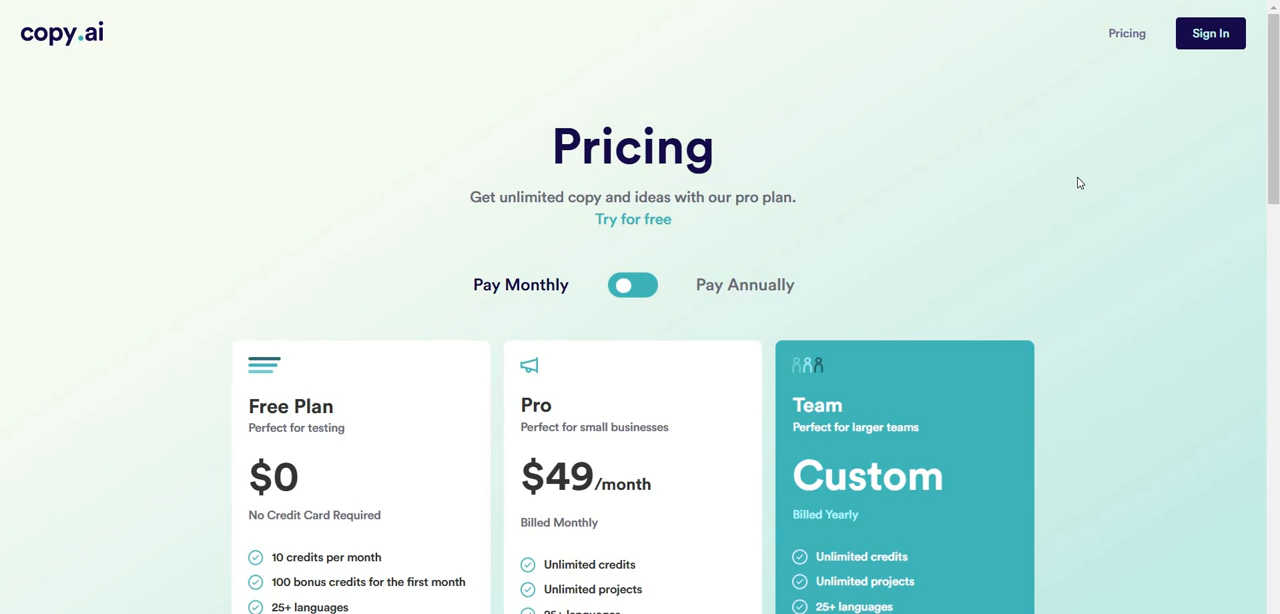 copy.ai
Pricing
Sign In
Pricing
Get unlimited copy and ideas with our pro plan.
Try for free
Pay Monthly
Pay Annually
Free Plan
Perfect for testing
$0
No Credit Card Required
10 credits per month
100 bonus credits for the first month
25+ languages
Pro
Perfect for small businesses
$49/month
Billed Monthly
Unlimited credits
Unlimited projects
25+ languages
Team
Perfect for larger teams
Custom
Billed Yearly
Unlimited credits
Unlimited projects
25+ languages